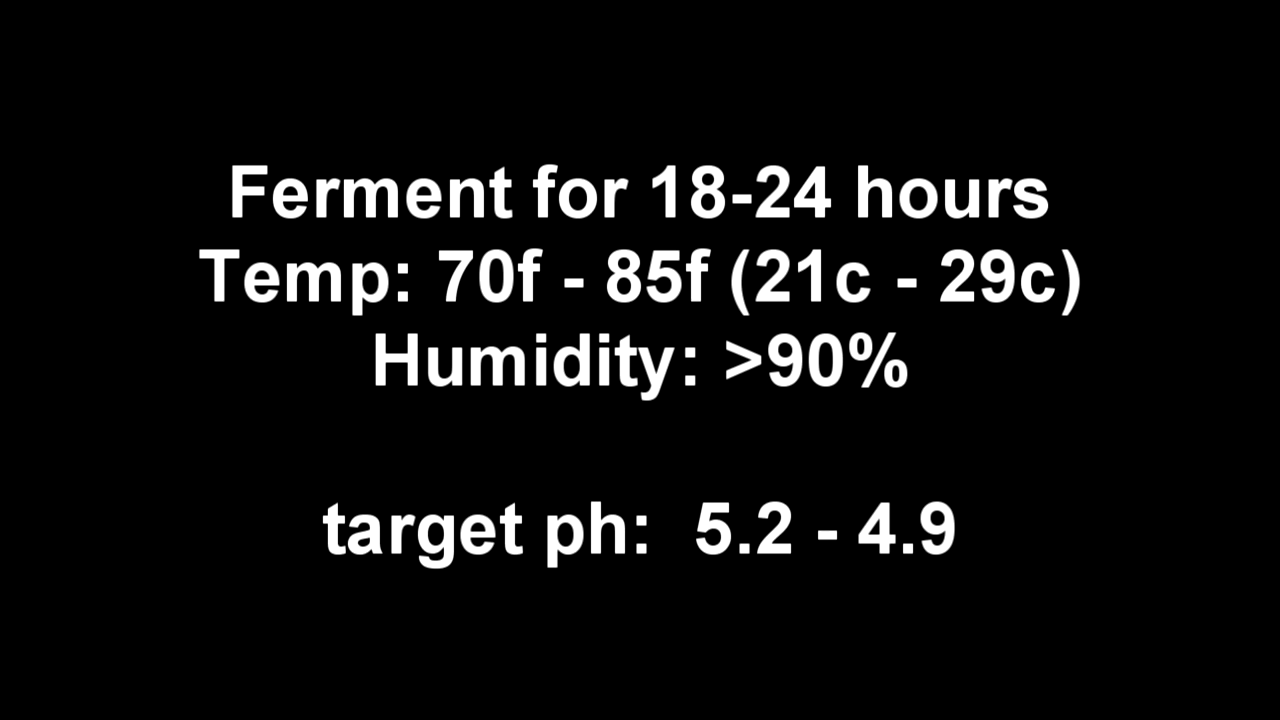 Ferment for 18-24 hours
Temp: 70f - 85f (21c - 29c)
Humidity: >90%
target ph:  5.2 - 4.9